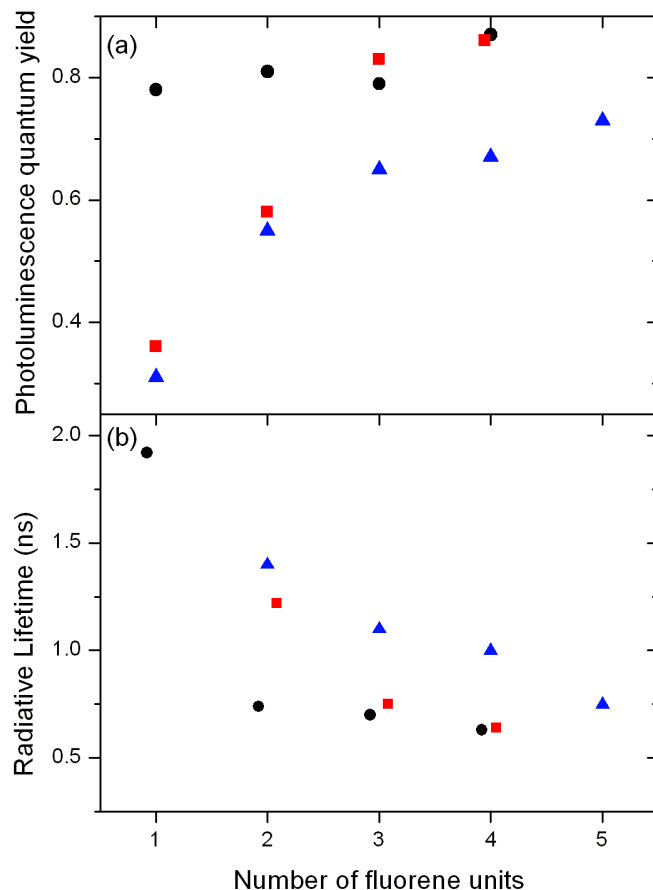 (a)
Photoluminescence quantum yield
0.8
0.6
0.4
(b)
Radiative Lifetime (ns)
2.0
1.5
1.0
0.5
1 2 3 4 5
Number of fluorene units